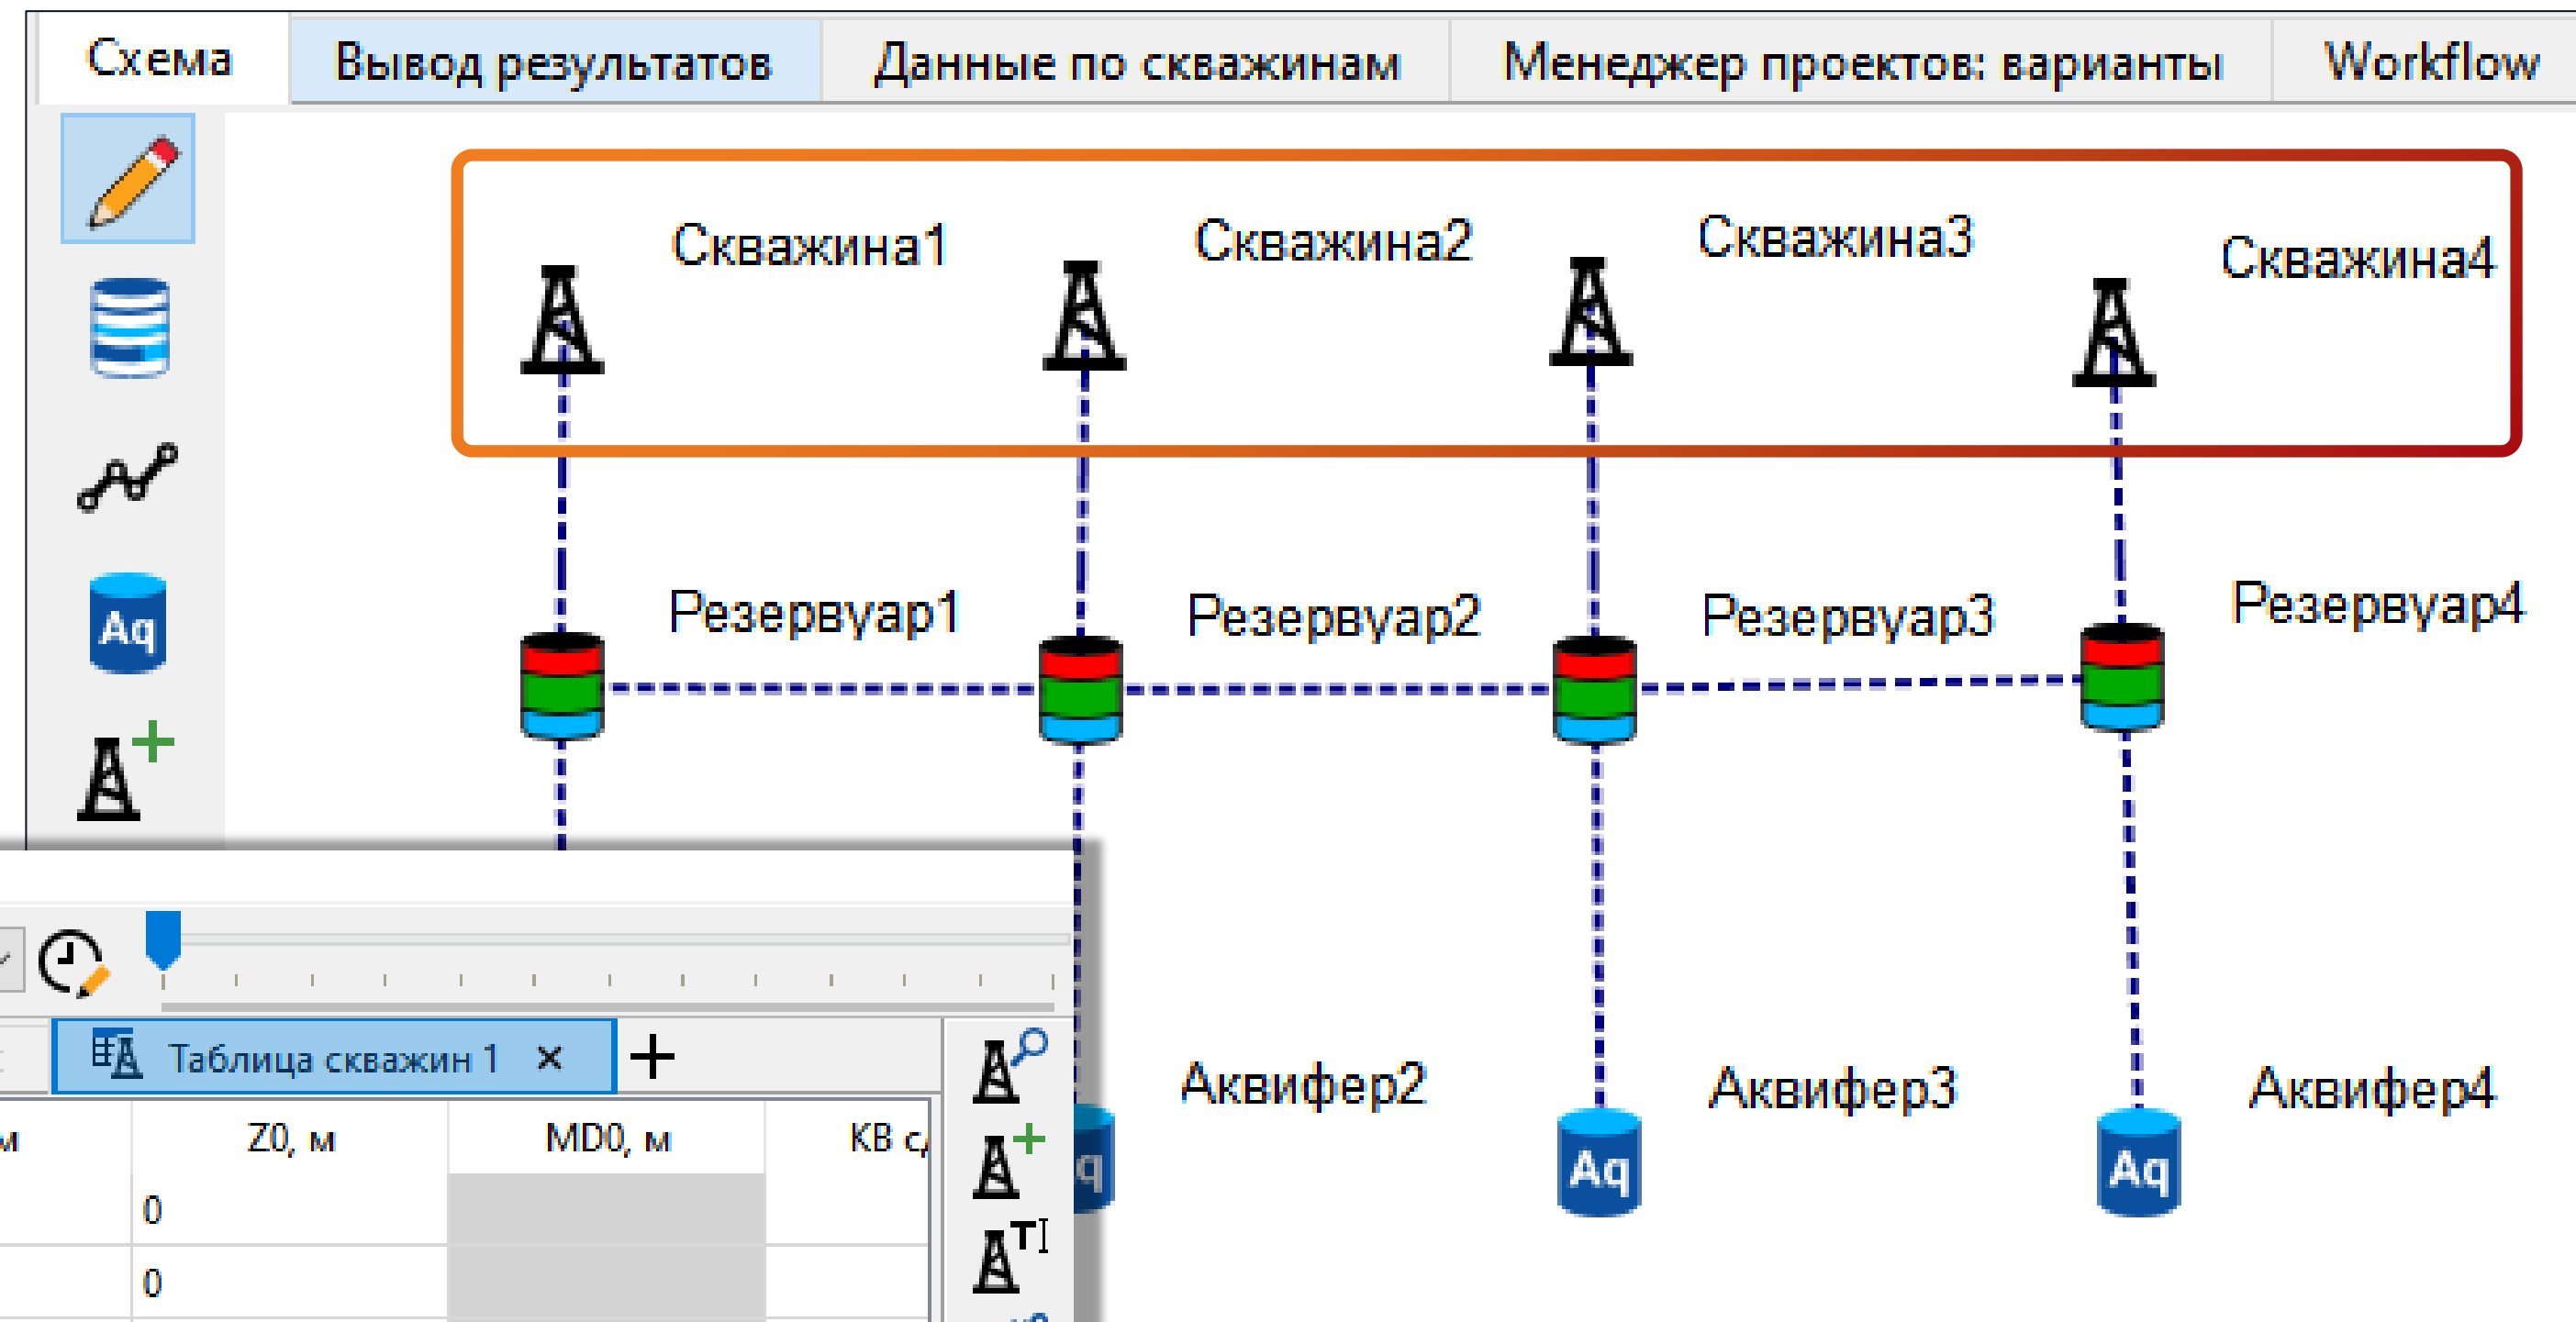 Схема Вывод результатов Данные по скважинам Менеджер проектов: варианты Workflow
Скважина1 Скважина2 Скважина3 Скважина4
Резервуар1 Резервуар2 Резервуар3 Резервуар4
Aq
Таблица скважин 1
Аквифер2 Аквифер3 Аквифер4
м Z0, м MD0, м КВ
q Aq Aq
0
T
0